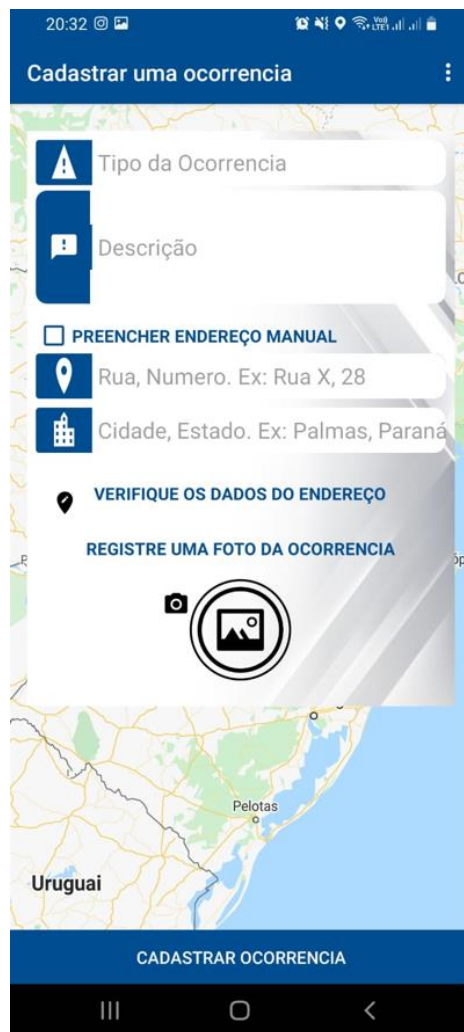 20:32
Cadastrar uma ocorrencia
Tipo da Ocorrencia
Descrição
PREENCHER ENDEREÇO MANUAL
Rua, Numero. Ex: Rua X, 28
Cidade, Estado. Ex: Palmas, Paraná
VERIFIQUE OS DADOS DO ENDEREÇO
REGISTRE UMA FOTO DA OCORRENCIA
Pelotas
Uruguai
CADASTRAR OCORRENCIA